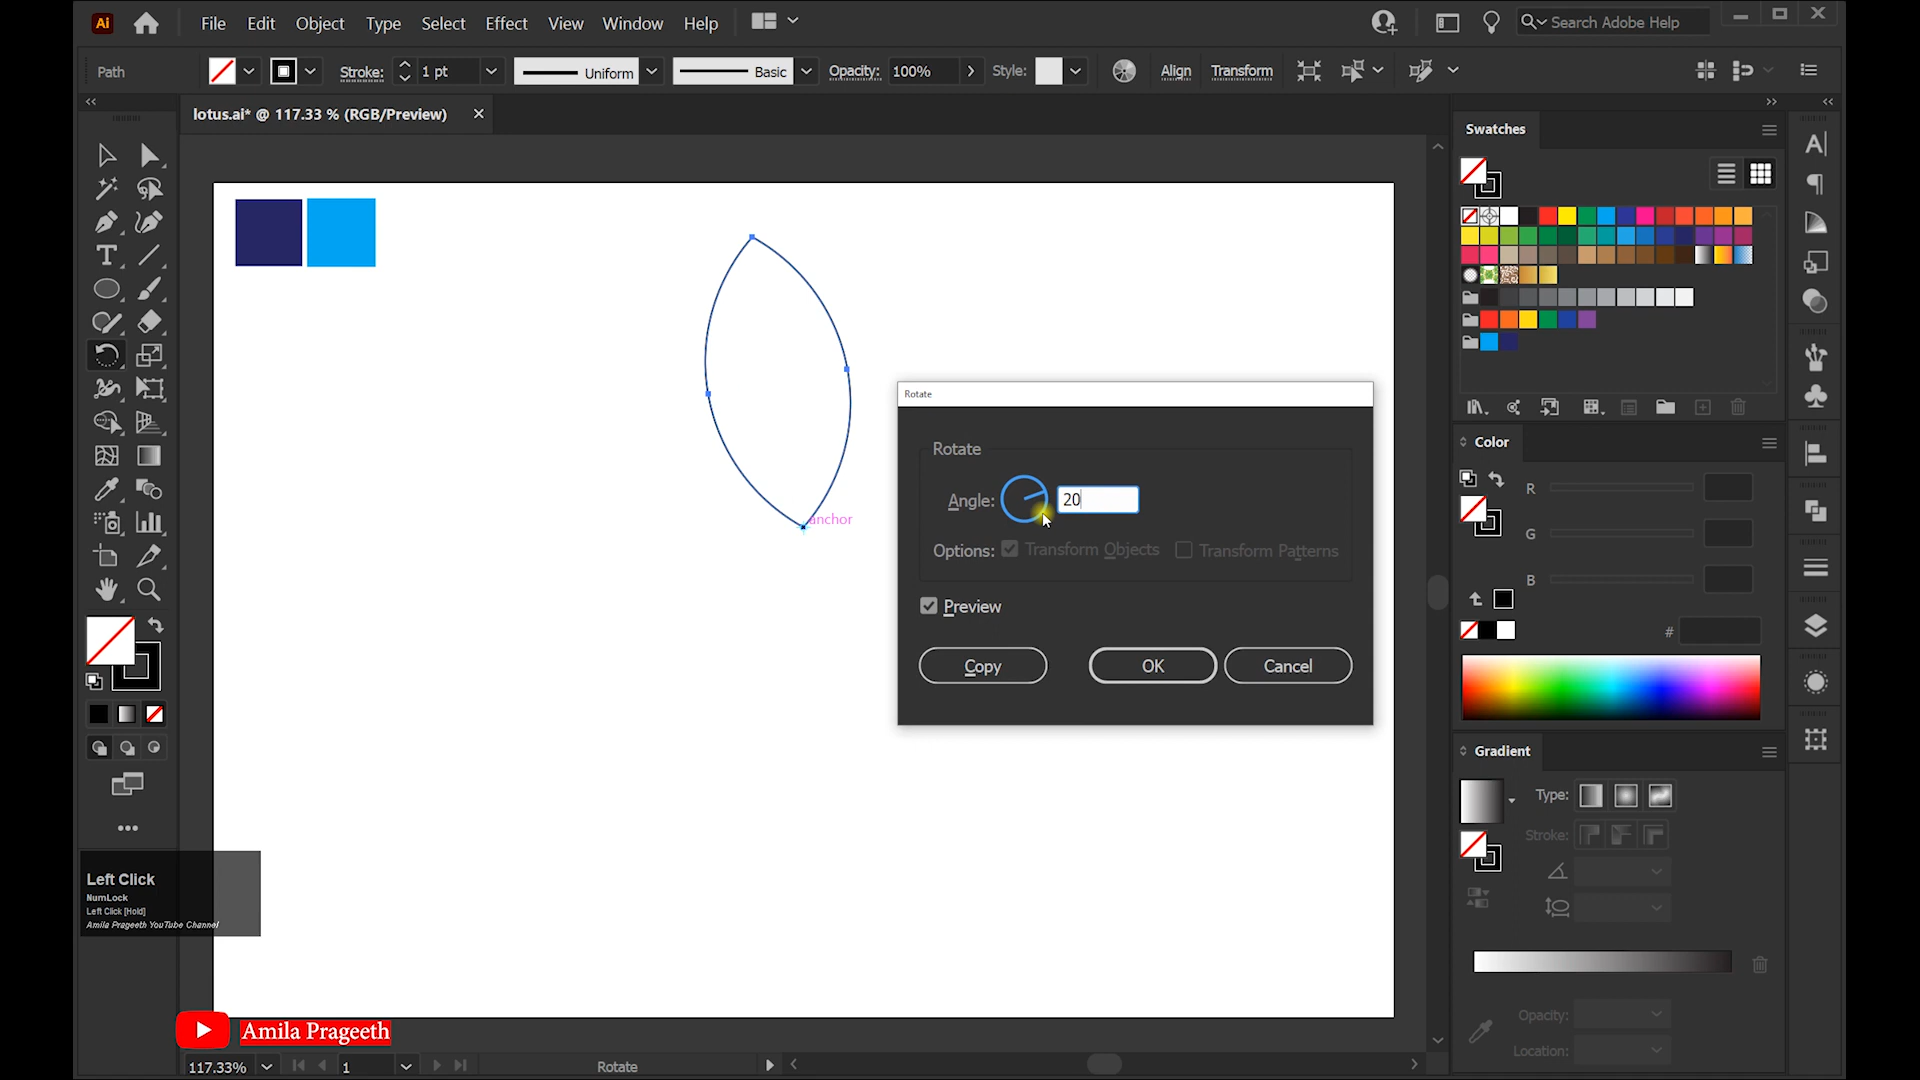 Ai File Edit Object Type Select Effect View Window Help Search Adobe Help
Path Stroke: 1 pt Uniform Basic Opacity: 100% Style: Align Transform
lotus.ai* @ 117.33 % (RGB/Preview)
Swatches
anchor
Rotate
Rotate
Angle: 20
Options: Transform Objects Transform Patterns
Preview
Copy OK Cancel
Color
R
G
B
#
Gradient
Type:
Stroke:
Opacity:
Location:
Left Click
NumLock
Left Click [Hold]
Amila Prageeth YouTube Channel
Amila Prageeth
117.33% 1 Rotate